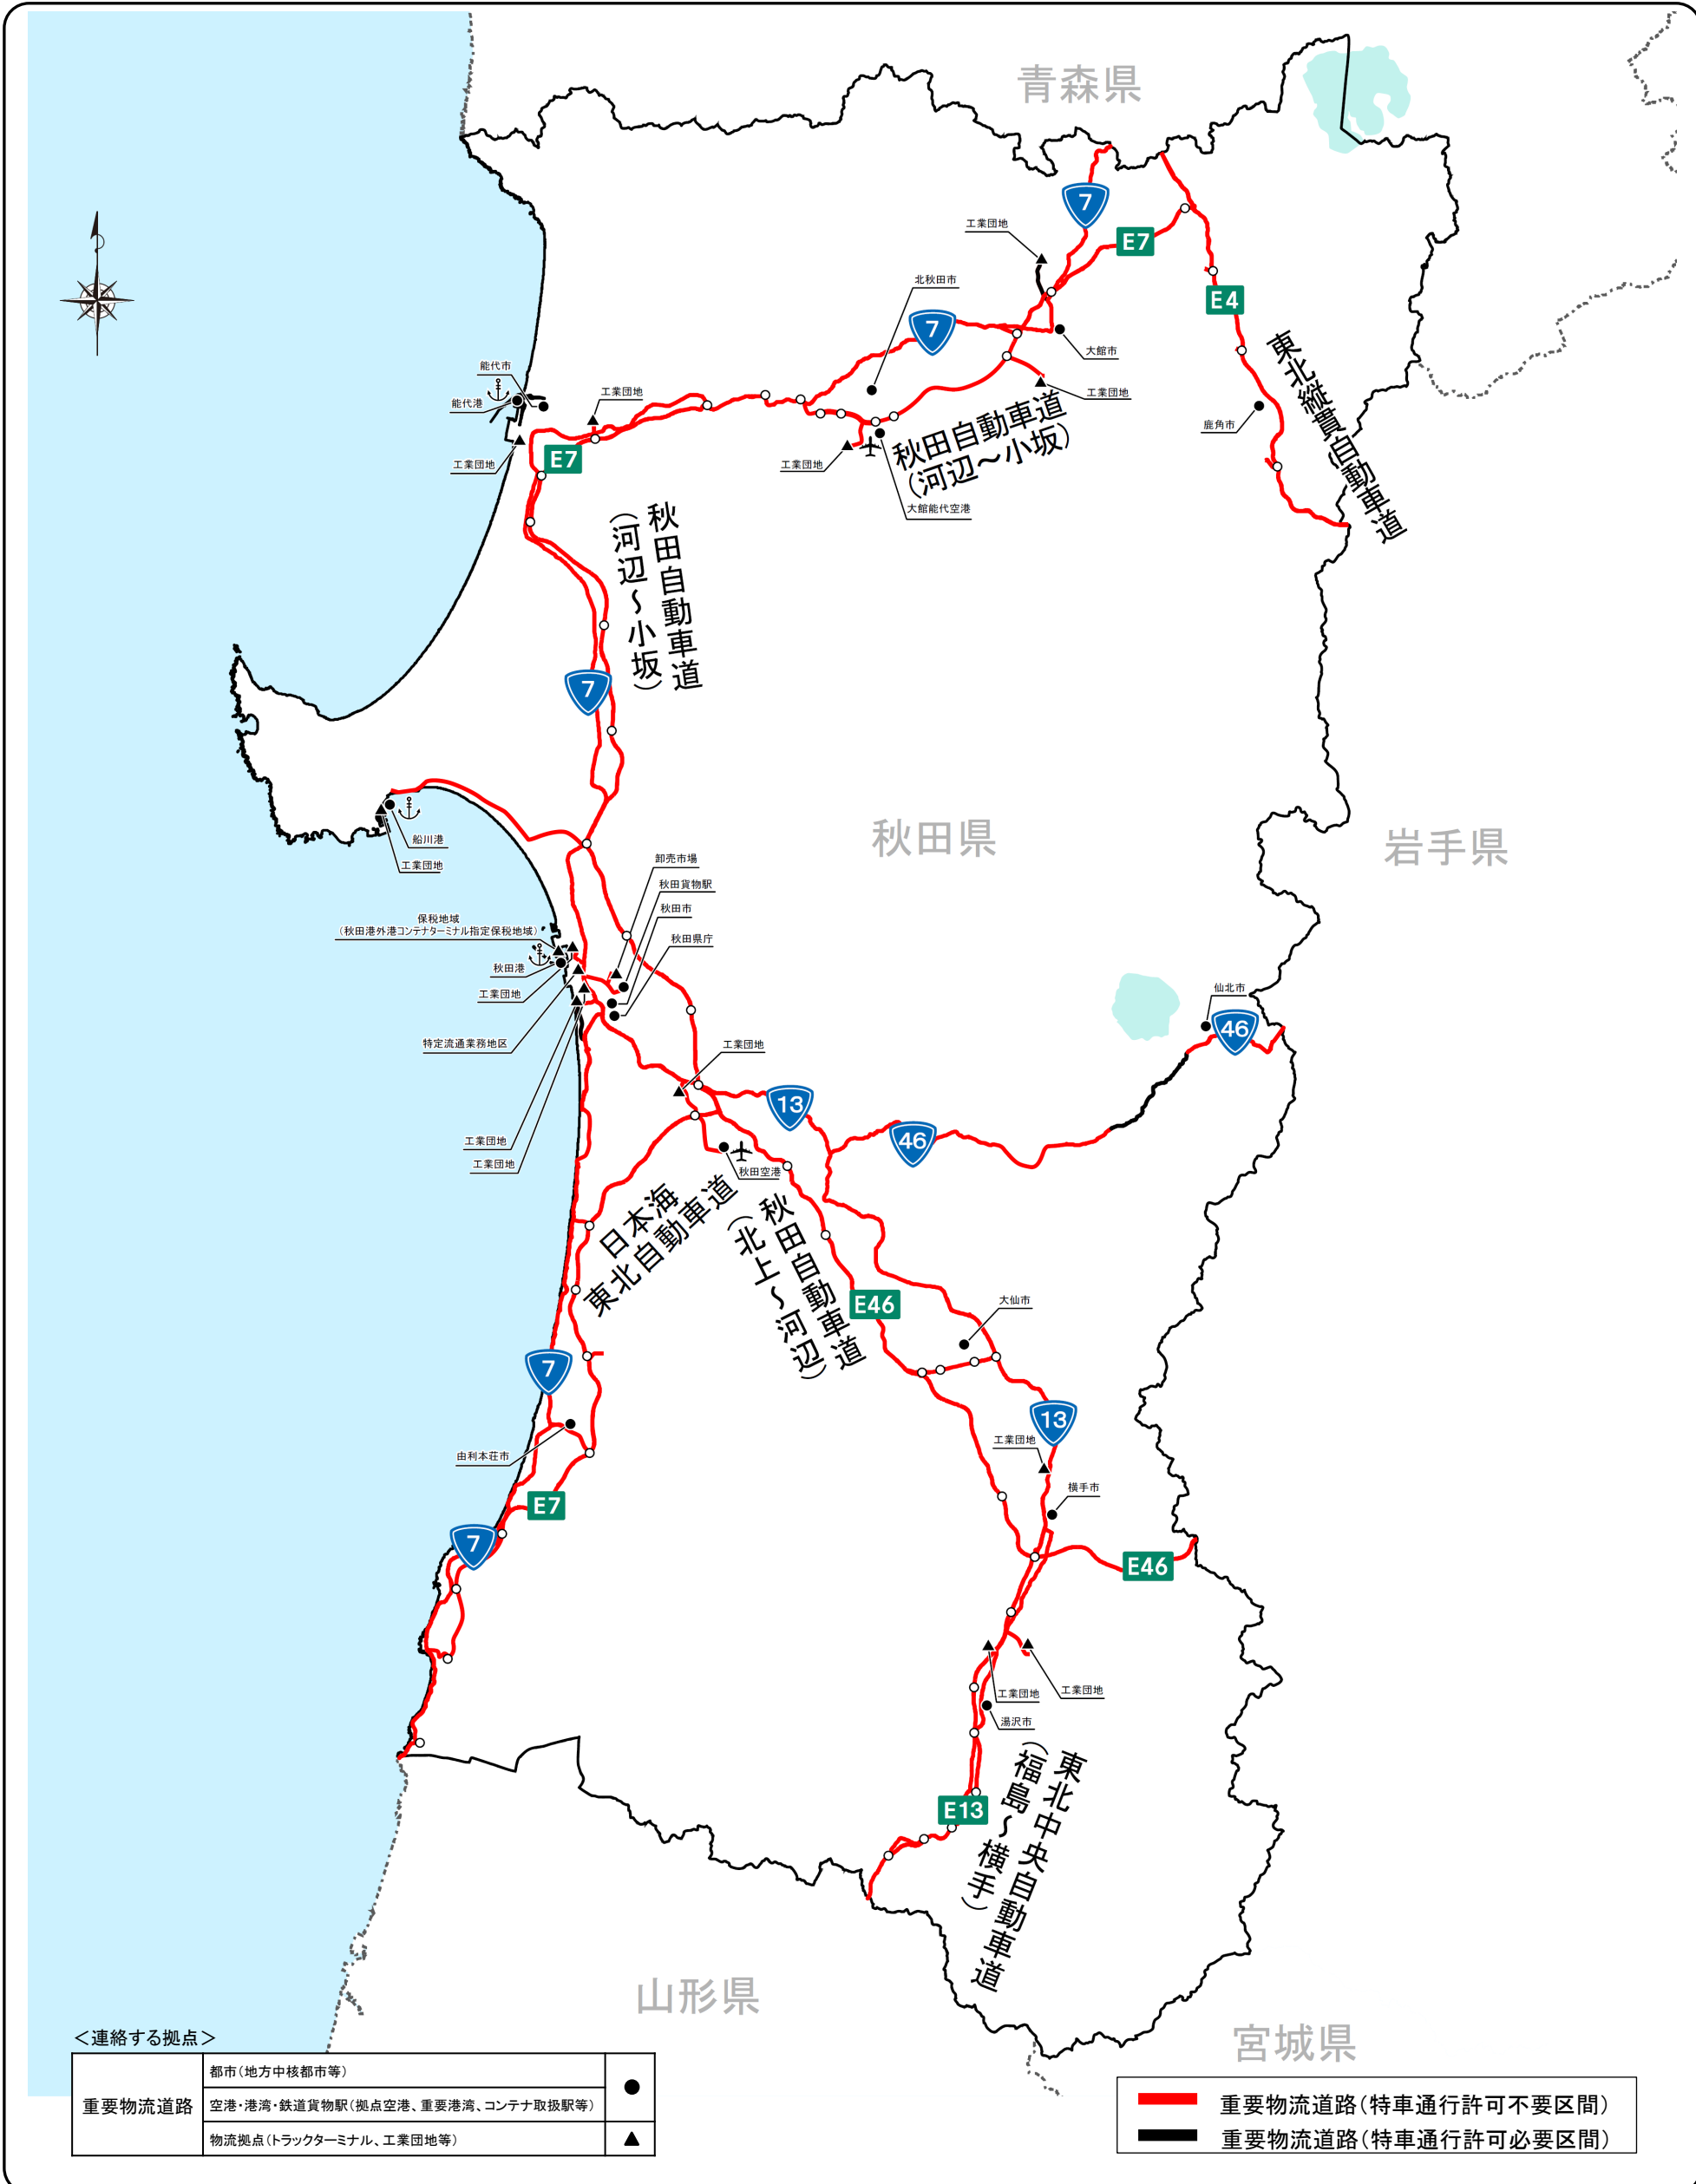 青森県
7
工業団地
E7
北秋田市
E4
7
大館市
東北縦貫自動車道
能代市
工業団地
工業団地
能代港
秋田自動車道
(河辺～小坂)
鹿角市
E7
工業団地
工業団地
大館能代空港
秋田自動車道
(河辺～小坂)
7
秋田県
岩手県
船川港
工業団地
卸売市場
秋田貨物駅
秋田市
秋田県庁
保税地域
(秋田港外港コンテナターミナル指定保税地域)
秋田港
工業団地
特定流通業務地区
仙北市
46
工業団地
13
46
工業団地
工業団地
秋田空港
日本海
東北自動車道
秋田自動車道
(北上～河辺)
E46
大仙市
7
13
工業団地
由利本荘市
横手市
E7
7
E46
工業団地
工業団地
湯沢市
東北中央自動車道
(福島～横手)
E13
山形県
宮城県
＜連絡する拠点＞
重要物流道路
都市(地方中核都市等)
空港・港湾・鉄道貨物駅(拠点空港、重要港湾、コンテナ取扱駅等)
物流拠点(トラックターミナル、工業団地等)
重要物流道路(特車通行許可不要区間)
重要物流道路(特車通行許可必要区間)